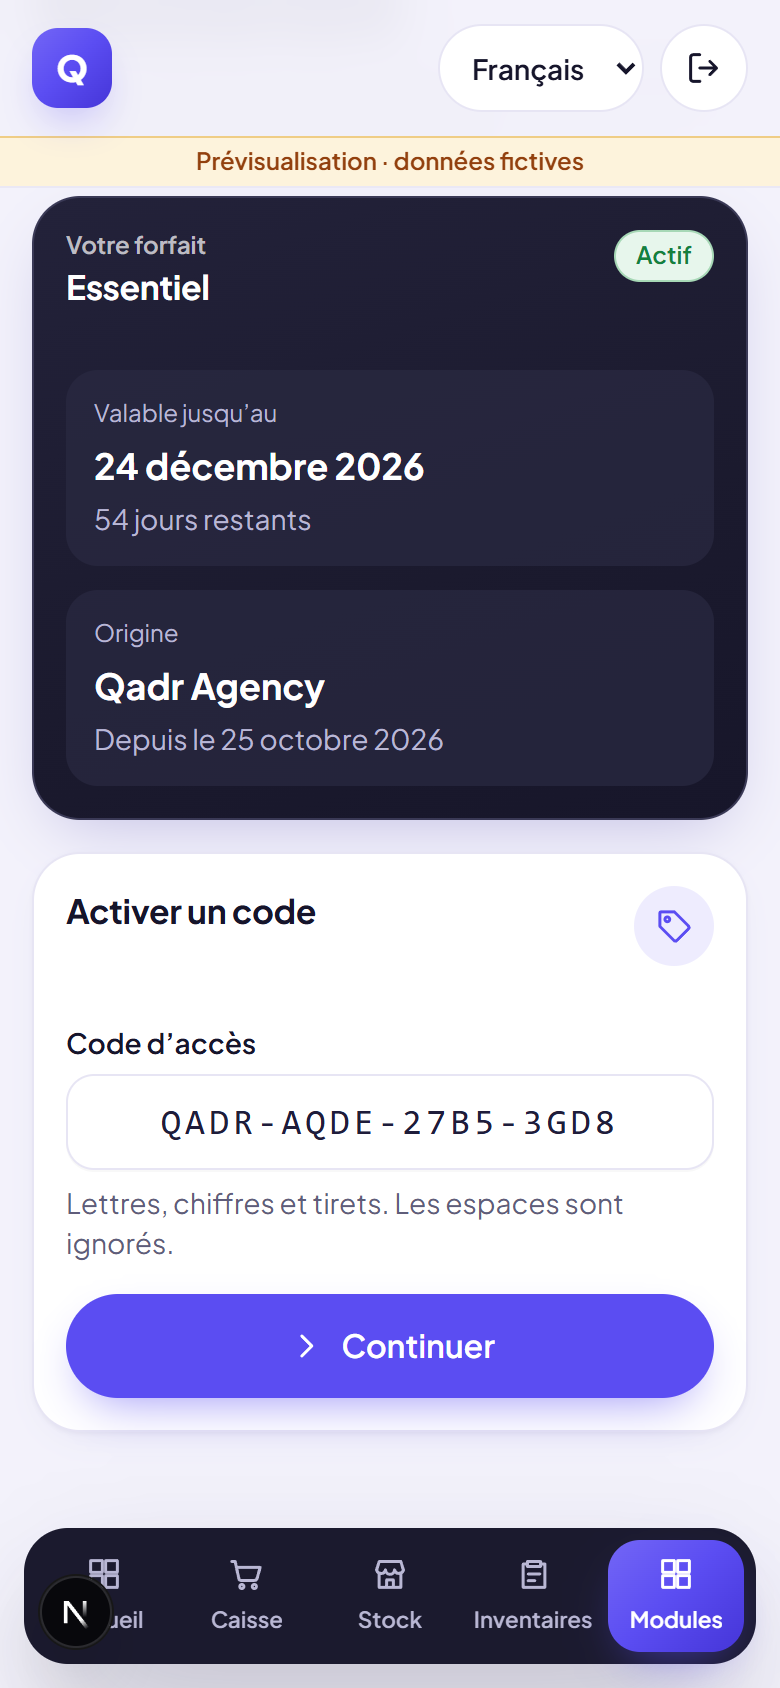 Q
Français
Prévisualisation · données fictives
Votre forfait
Actif
Essentiel
Valable jusqu’au
24 décembre 2026
54 jours restants
Origine
Qadr Agency
Depuis le 25 octobre 2026
Activer un code
Code d’accès
QADR-AQDE-27B5-3GD8
Lettres, chiffres et tirets. Les espaces sont
ignorés.
Continuer
N
ueil
Caisse
Stock
Inventaires
Modules